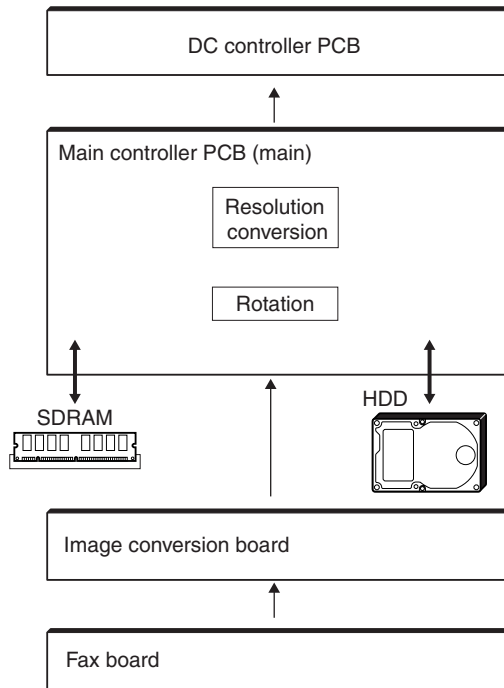 DC controller PCB
Main controller PCB (main)
Resolution
conversion
Rotation
SDRAM
HDD
Image conversion board
Fax board